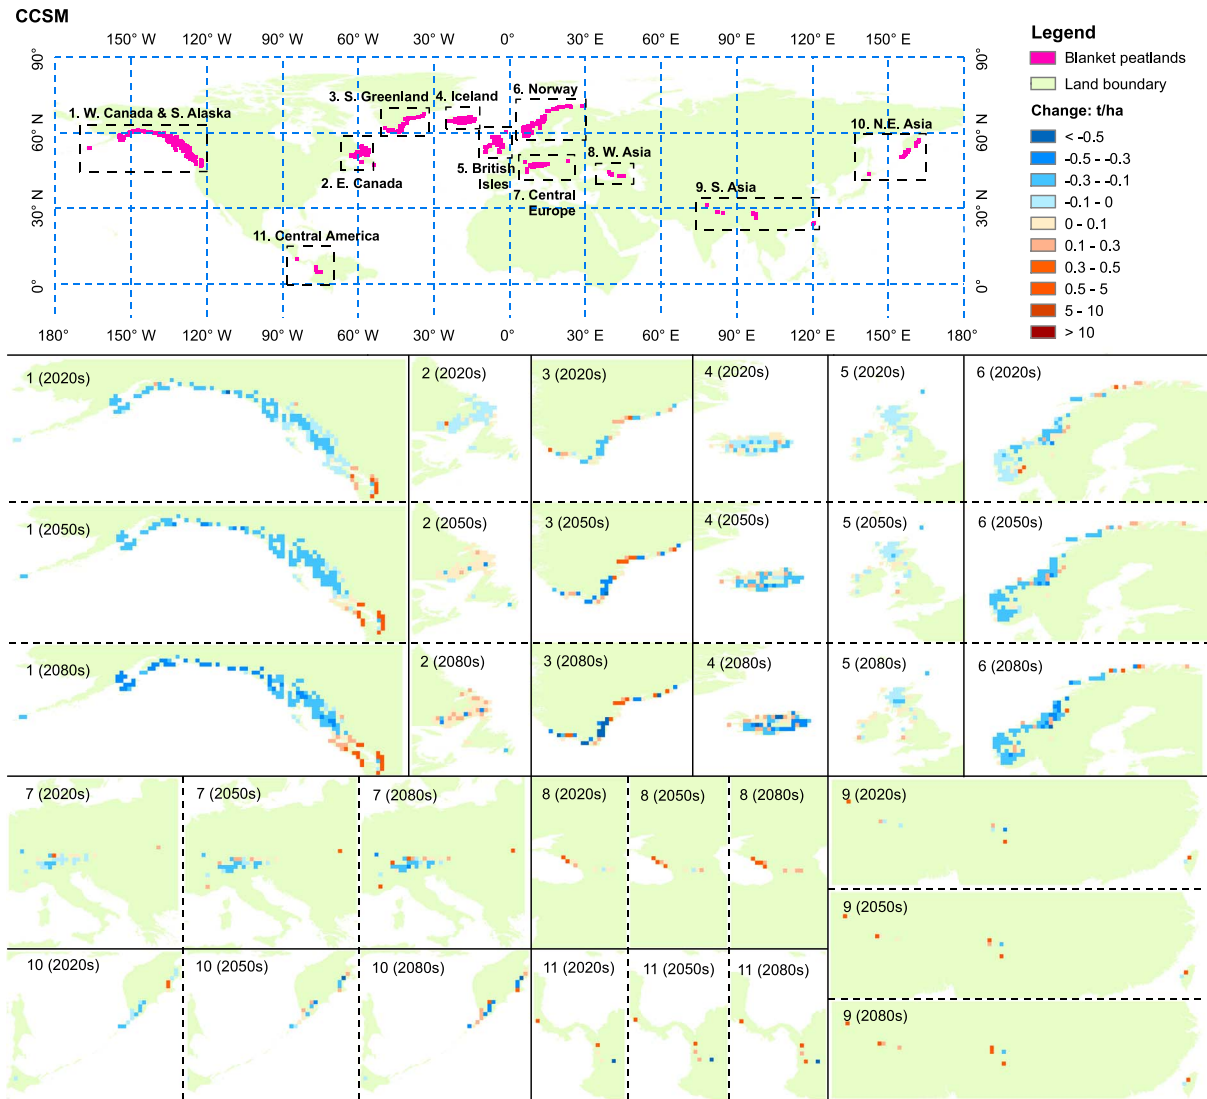 CCSM
150° W 120° W 90° W 60° W 30° W 0° 30° E 60° E 90° E 120° E 150° E
90° 60° N 30° N 0°
90° 60° N 30° N 0°
1. W. Canada & S. Alaska
2. E. Canada
3. S. Greenland
4. Iceland
5. British
Isles
6. Norway
7. Central
Europe
8. W. Asia
9. S. Asia
10. N.E. Asia
11. Central America
180° 150° W 120° W 90° W 60° W 30° W 0° 30° E 60° E 90° E 120° E 150° E 180°
Legend
Blanket peatlands
Land boundary
Change: t/ha
< -0.5
-0.5 - -0.3
-0.3 - -0.1
-0.1 - 0
0 - 0.1
0.1 - 0.3
0.3 - 0.5
0.5 - 5
5 - 10
> 10
1 (2020s) 2 (2020s) 3 (2020s) 4 (2020s) 5 (2020s) 6 (2020s)
1 (2050s) 2 (2050s) 3 (2050s) 4 (2050s) 5 (2050s) 6 (2050s)
1 (2080s) 2 (2080s) 3 (2080s) 4 (2080s) 5 (2080s) 6 (2080s)
7 (2020s) 7 (2050s) 7 (2080s) 8 (2020s) 8 (2050s) 8 (2080s) 9 (2020s)
9 (2050s)
10 (2020s) 10 (2050s) 10 (2080s) 11 (2020s) 11 (2050s) 11 (2080s)
9 (2080s)